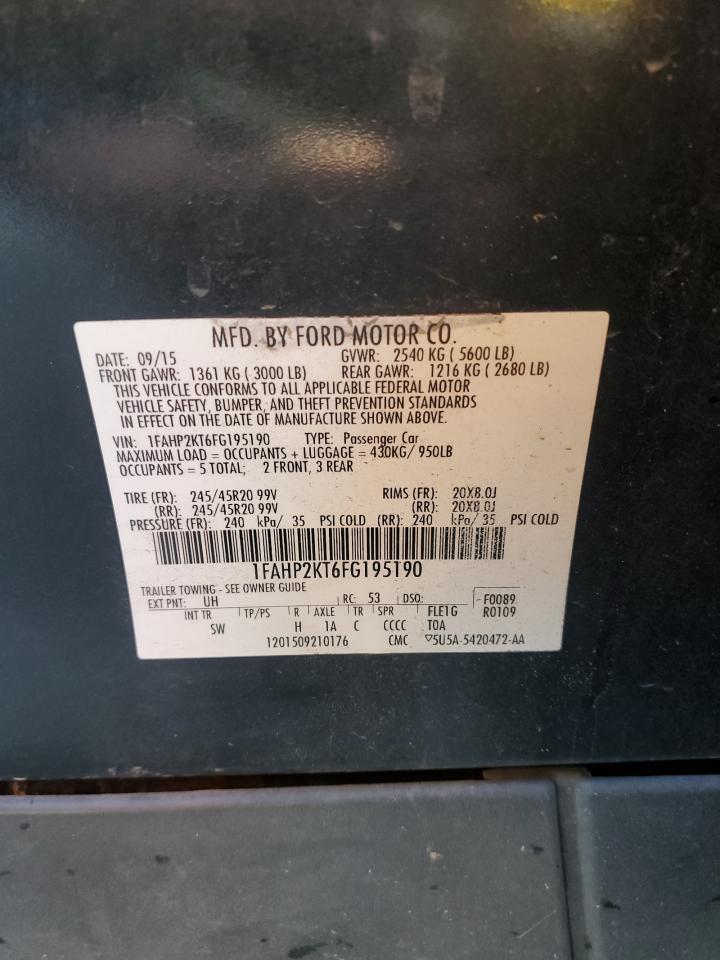 MFD. BY FORD MOTOR CO.
DATE: 09/15 GVWR: 2540 KG ( 5600 LB)
FRONT GAWR: 1361 KG ( 3000 LB) REAR GAWR: 1216 KG ( 2680 LB)
THIS VEHICLE CONFORMS TO ALL APPLICABLE FEDERAL MOTOR
VEHICLE SAFETY, BUMPER, AND THEFT PREVENTION STANDARDS
IN EFFECT ON THE DATE OF MANUFACTURE SHOWN ABOVE.
VIN: 1FAHP2KT6FG195190 TYPE: Passenger Car
MAXIMUM LOAD = OCCUPANTS + LUGGAGE = 430KG/ 950LB
OCCUPANTS = 5 TOTAL; 2 FRONT, 3 REAR
TIRE (FR): 245/45R20 99V RIMS (FR): 20X8.0J
(RR): 245/45R20 99V (RR): 20X8.0J
PRESSURE (FR): 240 kPa/ 35 PSI COLD (RR): 240 kPa/ 35 PSI COLD
1FAHP2KT6FG195190
TRAILER TOWING - SEE OWNER GUIDE
EXT PNT: UH RC: 53 DSO: F0089
INT TR TP/PS R AXLE TR SPR FLE1G R0109
SW H 1A C CCCC TOA
1201509210176 CMC ▽5U5A-5420472-AA